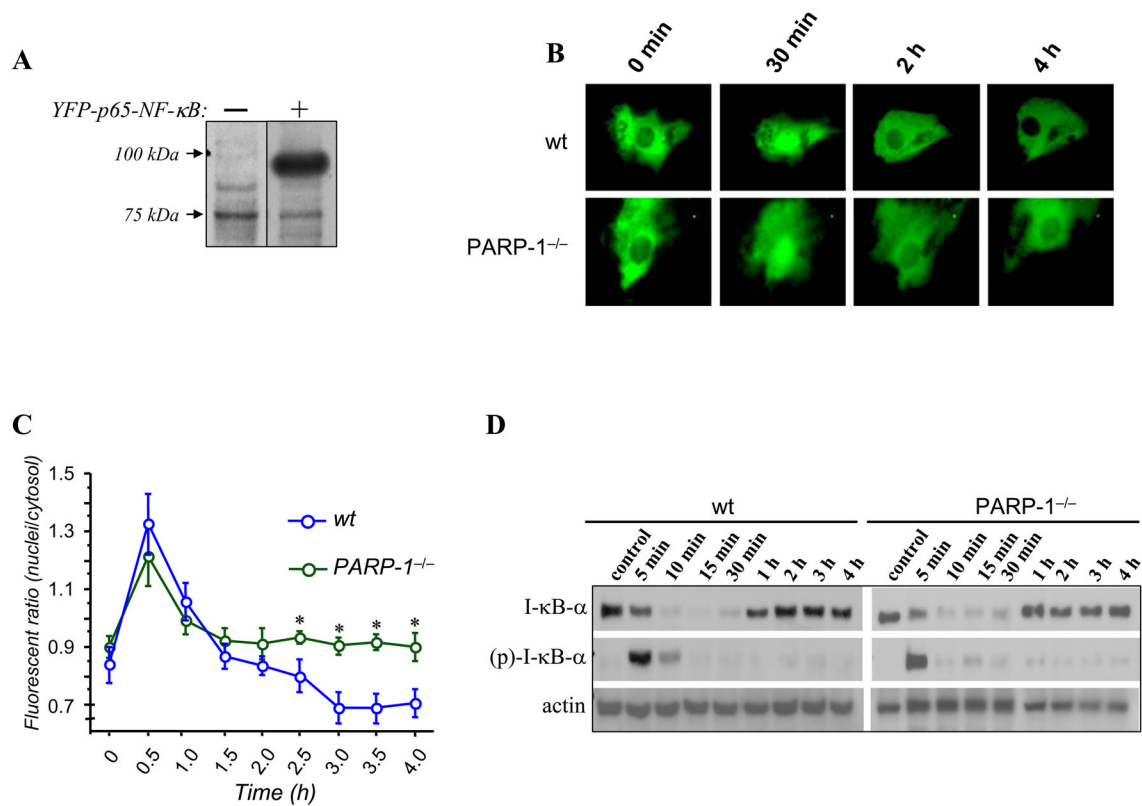 A
YFP-p65-NF-κB: − +
100 kDa
75 kDa
B
0 min 30 min 2 h 4 h
wt
PARP-1–/–
C
Fluorescent ratio (nuclei/cytosol)
1.5
1.3
1.1
0.9
0.7
wt
PARP-1–/–
* * * *
0 0.5 1.0 1.5 2.0 2.5 3.0 3.5 4.0
Time (h)
D
wt PARP-1–/–
control 5 min 10 min 15 min 30 min 1 h 2 h 3 h 4 h control 5 min 10 min 15 min 30 min 1 h 2 h 3 h 4 h
I-κB-α
(p)-I-κB-α
actin